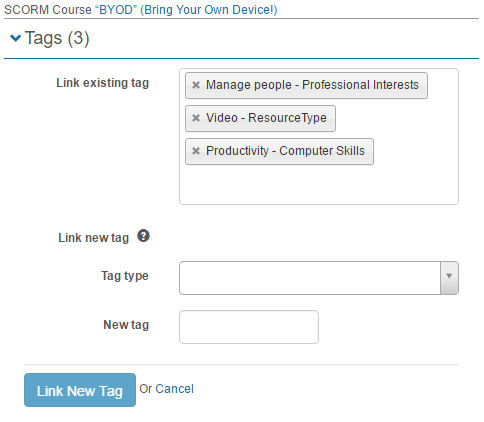 SCORM Course “BYOD” (Bring Your Own Device!)
Tags (3)
Link existing tag
× Manage people - Professional Interests
× Video - ResourceType
× Productivity - Computer Skills
Link new tag ?
Tag type
New tag
Link New Tag Or Cancel